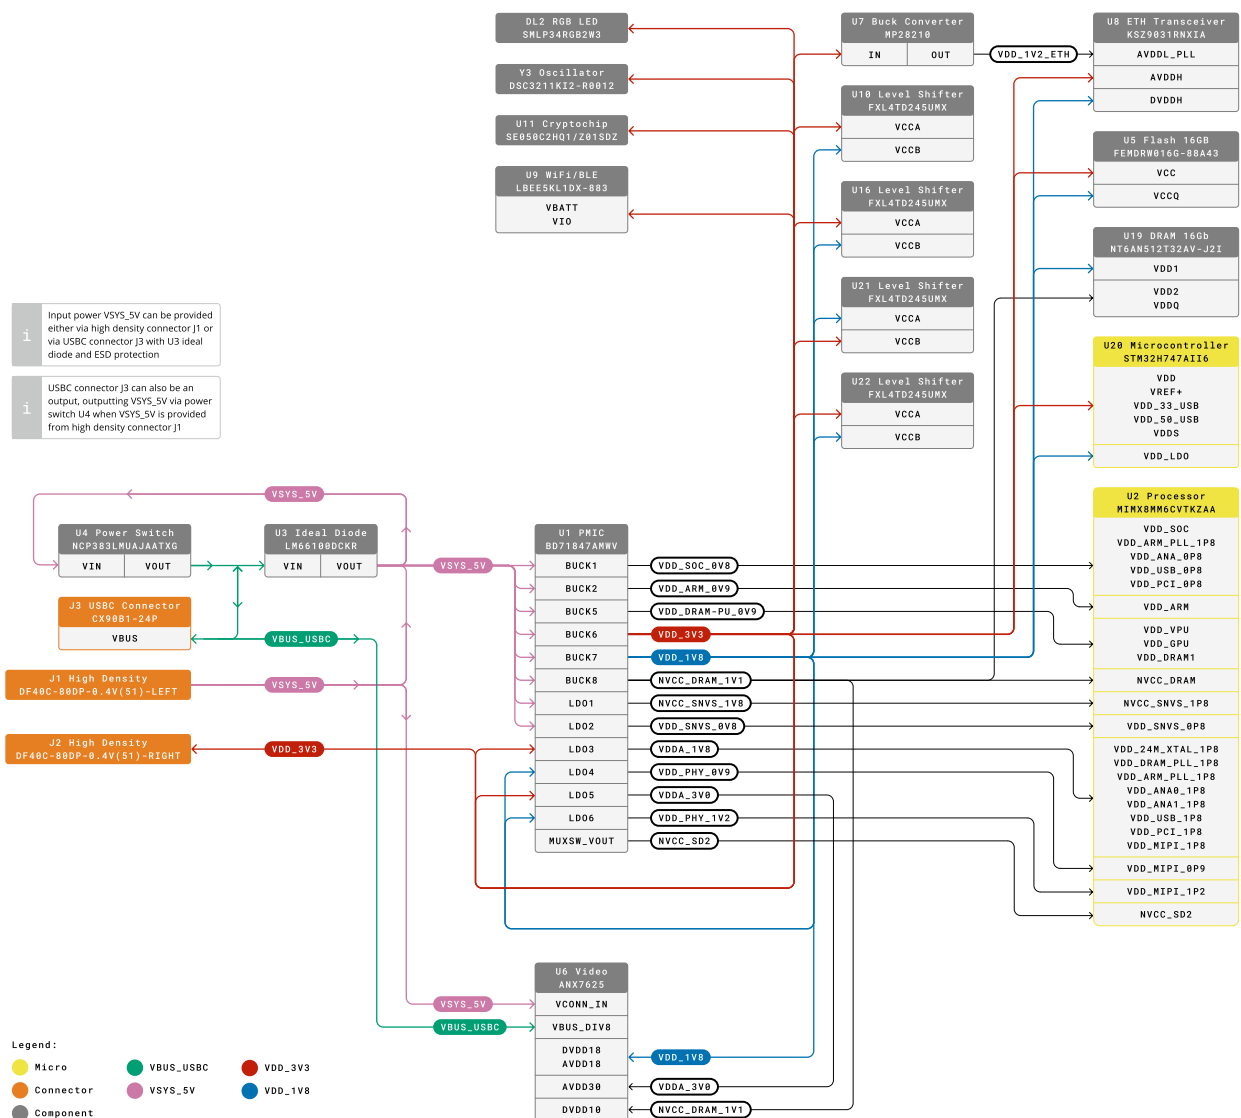 DL2 RGB LED
SMLP34RGB2W3
Y3 Oscillator
DSC3211KI2-R0012
U11 Cryptochip
SE050C2HQ1/Z01SDZ
U9 WiFi/BLE
LBEE5KL1DX-883
VBATT
VIO
U7 Buck Converter
MP28210
IN
OUT
VDD_1V2_ETH
U10 Level Shifter
FXL4TD245UMX
VCCA
VCCB
U16 Level Shifter
FXL4TD245UMX
VCCA
VCCB
U21 Level Shifter
FXL4TD245UMX
VCCA
VCCB
U22 Level Shifter
FXL4TD245UMX
VCCA
VCCB
U8 ETH Transceiver
KSZ9031RNXIA
AVDDL_PLL
AVDDH
DVDDH
U5 Flash 16GB
FEMDRW016G-88A43
VCC
VCCQ
U19 DRAM 16Gb
NT6AN512T32AV-J2I
VDD1
VDD2
VDDQ
U20 Microcontroller
STM32H747AII6
VDD
VREF+
VDD_33_USB
VDD_50_USB
VDDS
VDD_LDO
U2 Processor
MIMX8MM6CVTKZAA
VDD_SOC
VDD_ARM_PLL_1P8
VDD_ANA_0P8
VDD_USB_0P8
VDD_PCI_0P8
VDD_ARM
VDD_VPU
VDD_GPU
VDD_DRAM1
NVCC_DRAM
NVCC_SNVS_1P8
VDD_SNVS_0P8
VDD_24M_XTAL_1P8
VDD_DRAM_PLL_1P8
VDD_ARM_PLL_1P8
VDD_ANA0_1P8
VDD_ANA1_1P8
VDD_USB_1P8
VDD_PCI_1P8
VDD_MIPI_1P8
VDD_MIPI_0P9
VDD_MIPI_1P2
NVCC_SD2
i
Input power VSYS_5V can be provided
either via high density connector J1 or
via USBC connector J3 with U3 ideal
diode and ESD protection
i
USBC connector J3 can also be an
output, outputting VSYS_5V via power
switch U4 when VSYS_5V is provided
from high density connector J1
VSYS_5V
U4 Power Switch
NCP383LMUAJAATXG
VIN
VOUT
U3 Ideal Diode
LM66100DCKR
VIN
VOUT
VSYS_5V
J3 USBC Connector
CX90B1-24P
VBUS
VBUS_USBC
J1 High Density
DF40C-80DP-0.4V(51)-LEFT
VSYS_5V
J2 High Density
DF40C-80DP-0.4V(51)-RIGHT
VDD_3V3
U1 PMIC
BD71847AMWV
BUCK1
BUCK2
BUCK5
BUCK6
BUCK7
BUCK8
LDO1
LDO2
LDO3
LDO4
LDO5
LDO6
MUXSW_VOUT
VDD_SOC_0V8
VDD_ARM_0V9
VDD_DRAM-PU_0V9
VDD_3V3
VDD_1V8
NVCC_DRAM_1V1
NVCC_SNVS_1V8
VDD_SNVS_0V8
VDDA_1V8
VDD_PHY_0V9
VDDA_3V0
VDD_PHY_1V2
NVCC_SD2
U6 Video
ANX7625
VCONN_IN
VBUS_DIV8
DVDD18
AVDD18
AVDD30
DVDD10
VSYS_5V
VBUS_USBC
VDD_1V8
VDDA_3V0
NVCC_DRAM_1V1
Legend:
Micro
Connector
Component
VBUS_USBC
VSYS_5V
VDD_3V3
VDD_1V8